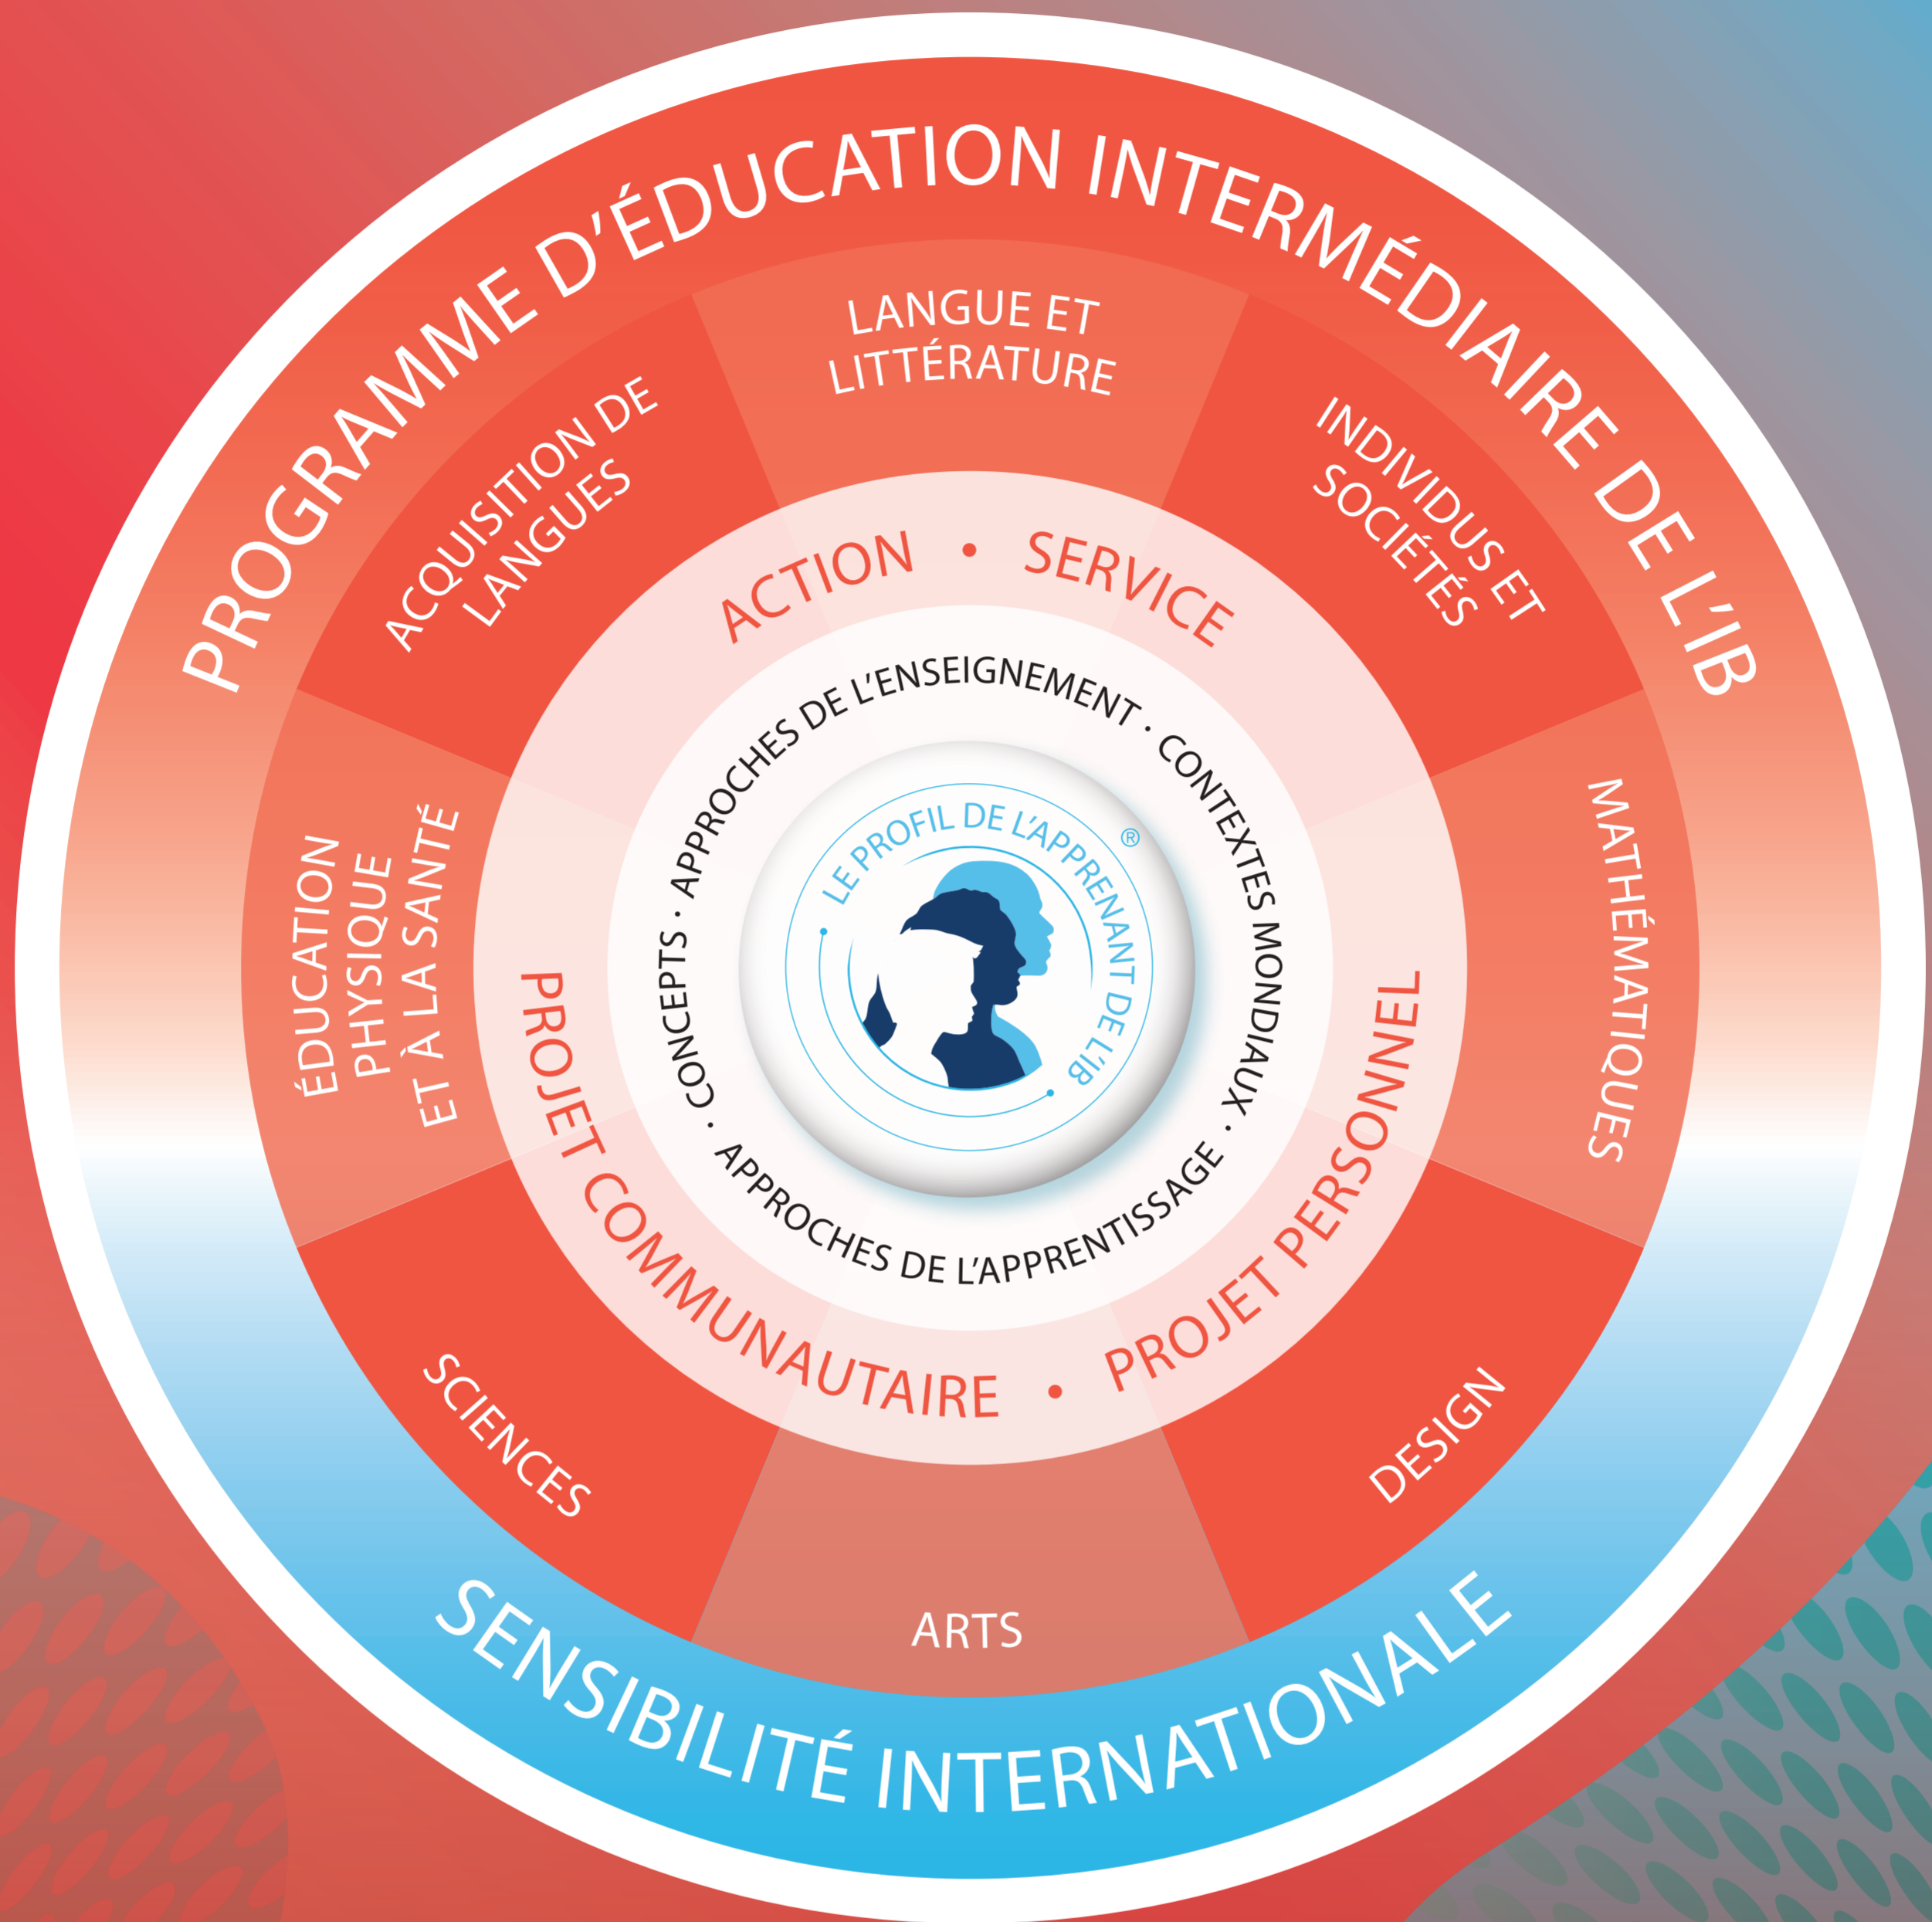 PROGRAMME D'ÉDUCATION INTERMÉDIAIRE DE L'IB
LANGUE ET
LITTÉRATURE
INDIVIDUS ET
SOCIÉTÉS
MATHÉMATIQUES
DESIGN
ARTS
SCIENCES
ÉDUCATION
PHYSIQUE
ET À LA SANTÉ
ACQUISITION DE
LANGUES
ACTION • SERVICE
PROJET COMMUNAUTAIRE • PROJET PERSONNEL
APPROCHES DE L'ENSEIGNEMENT · CONTEXTES MONDIAUX ·
APPROCHES DE L'APPRENTISSAGE ·
CONCEPTS ·
LE PROFIL DE L'APPRENANT DE L'IB
®
SENSIBILITÉ INTERNATIONALE